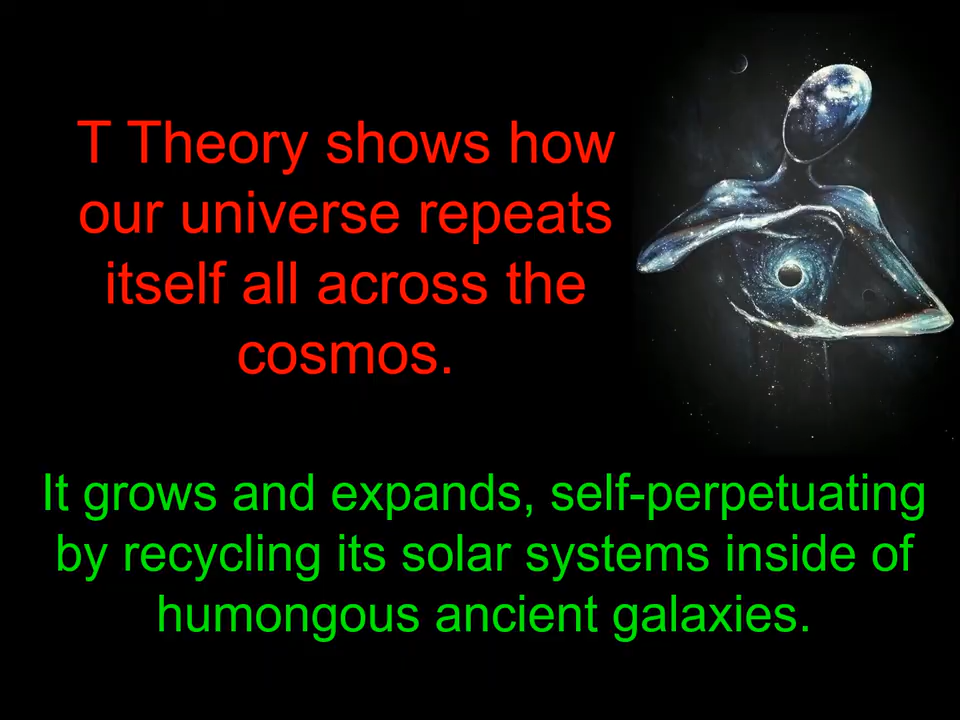 T Theory shows how
our universe repeats
itself all across the
cosmos.
It grows and expands, self-perpetuating
by recycling its solar systems inside of
humongous ancient galaxies.